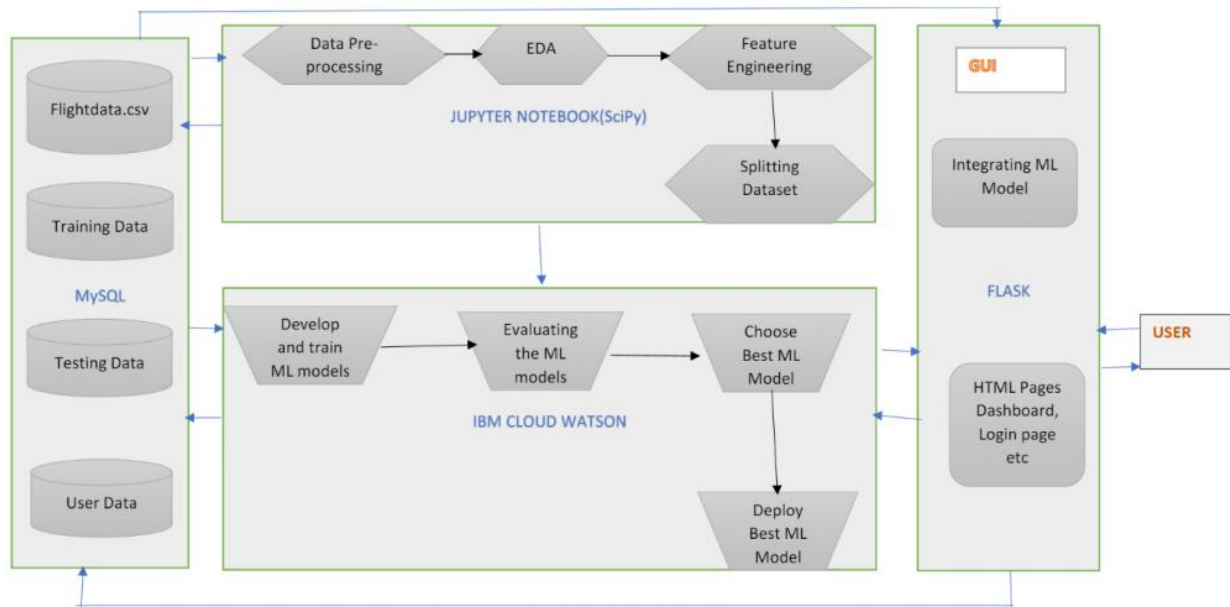 Flightdata.csv
Training Data
MySQL
Testing Data
User Data
Data Pre-
processing
EDA
Feature
Engineering
JUPYTER NOTEBOOK(SciPy)
Splitting
Dataset
Develop
and train
ML models
Evaluating
the ML
models
Choose
Best ML
Model
IBM CLOUD WATSON
Deploy
Best ML
Model
GUI
Integrating ML
Model
FLASK
HTML Pages
Dashboard,
Login page
etc
USER